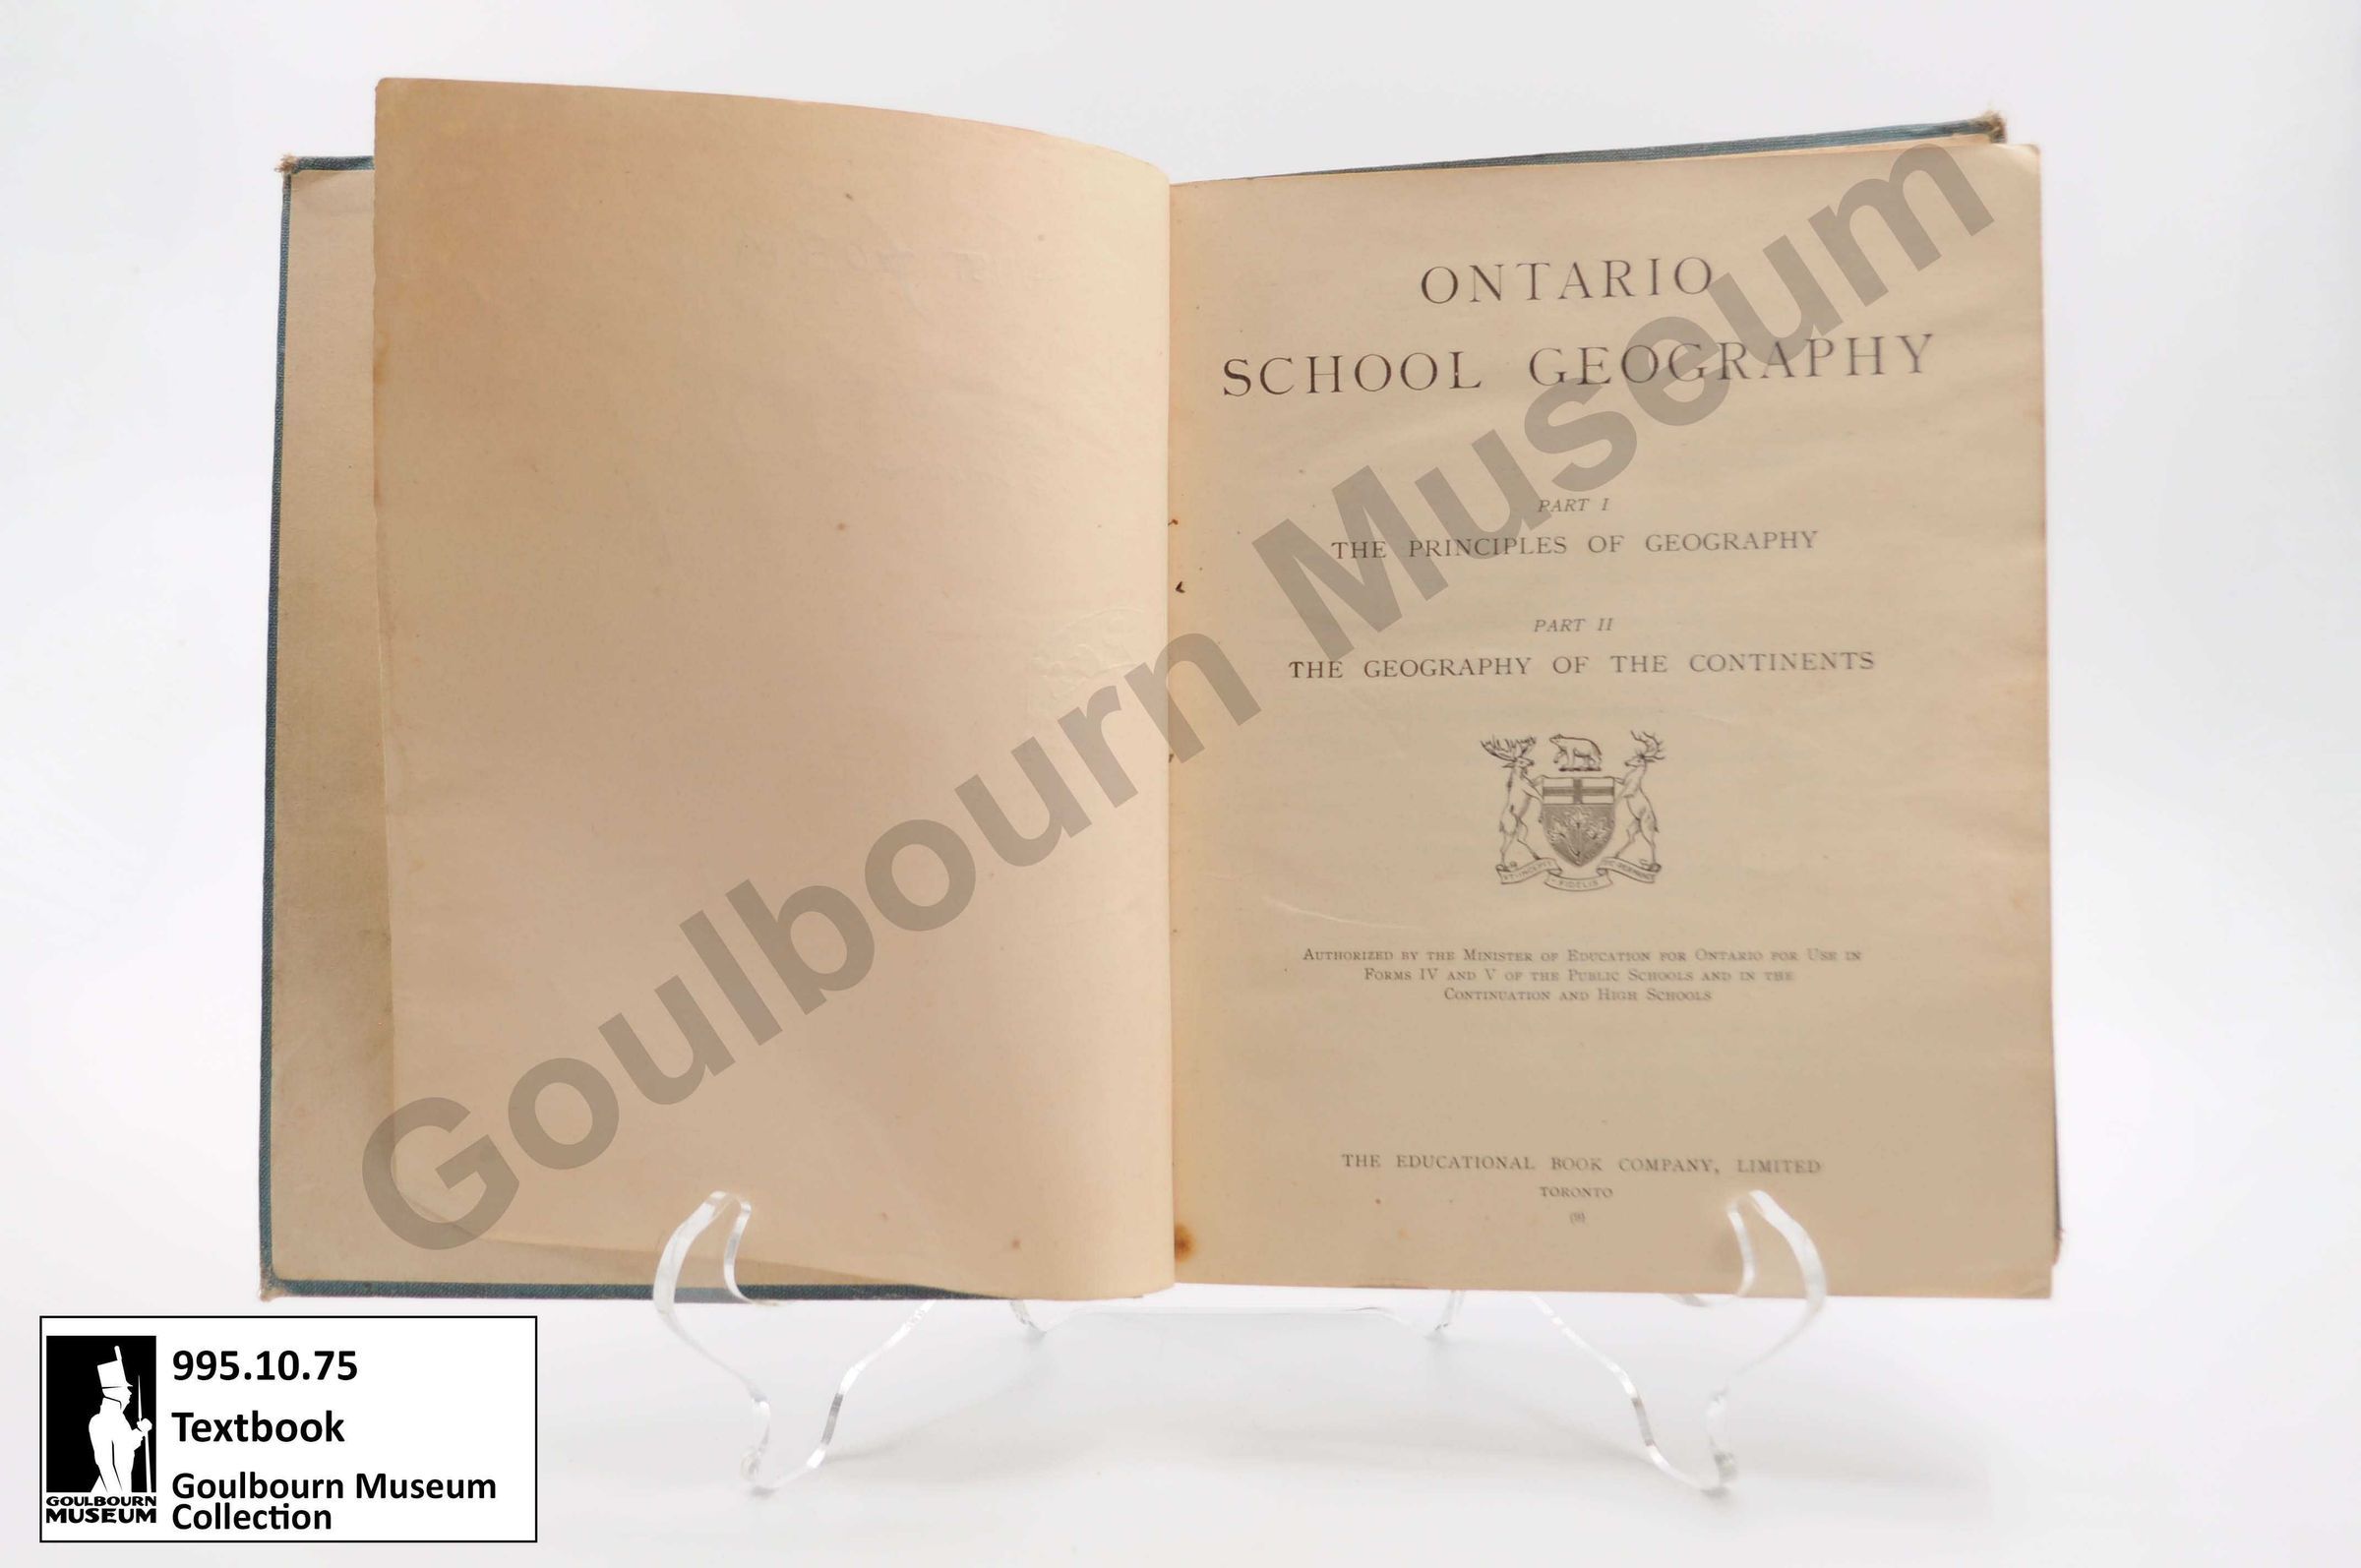 ONTARIO
SCHOOL GEOGRAPHY
PART I
THE PRINCIPLES OF GEOGRAPHY
PART II
THE GEOGRAPHY OF THE CONTINENTS
FIDELIS
AUTHORIZED BY THE MINISTER OF EDUCATION FOR ONTARIO FOR USE IN
FORMS IV AND V OF THE PUBLIC SCHOOLS AND IN THE
CONTINUATION AND HIGH SCHOOLS
THE EDUCATIONAL BOOK COMPANY, LIMITED
TORONTO
Goulbourn Museum
995.10.75
Textbook
Goulbourn Museum
Collection
GOULBOURN
MUSEUM